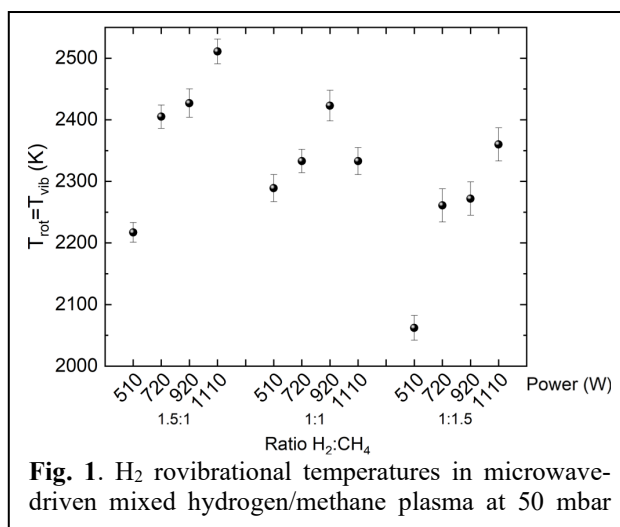 2500
2400
2300
2200
2100
2000
T_rot=T_vib (K)
510 720 920 1110 510 720 920 1110 510 720 920 1110 Power (W)
1.5:1 1:1 1:1.5
Ratio H₂:CH₄
Fig. 1. H₂ rovibrational temperatures in microwave-
driven mixed hydrogen/methane plasma at 50 mbar